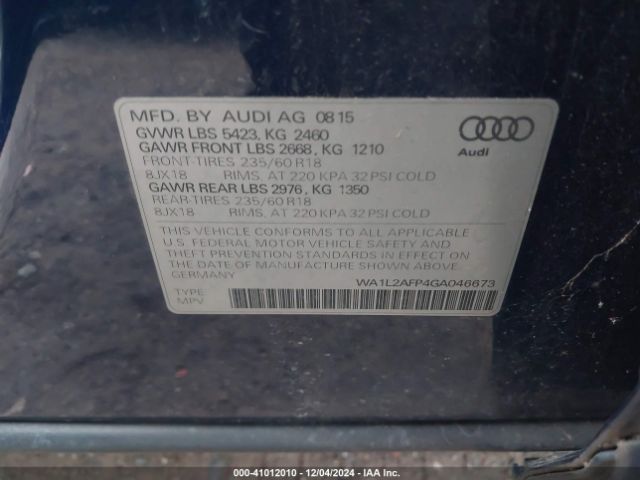 MFD. BY AUDI AG 0815
GVWR LBS 5423, KG 2460
GAWR FRONT LBS 2668, KG 1210
FRONT-TIRES 235/60 R18
8JX18 RIMS, AT 220 KPA 32 PSI COLD
GAWR REAR LBS 2976, KG 1350
REAR-TIRES 235/60 R18
8JX18 RIMS, AT 220 KPA 32 PSI COLD
Audi
THIS VEHICLE CONFORMS TO ALL APPLICABLE
U.S. FEDERAL MOTOR VEHICLE SAFETY AND
THEFT PREVENTION STANDARDS IN EFFECT ON
THE DATE OF MANUFACTURE SHOWN ABOVE
GERMANY
WA1L2AFP4GA046673
TYPE:
MPV
000-41012010 - 12/04/2024 - IAA Inc.